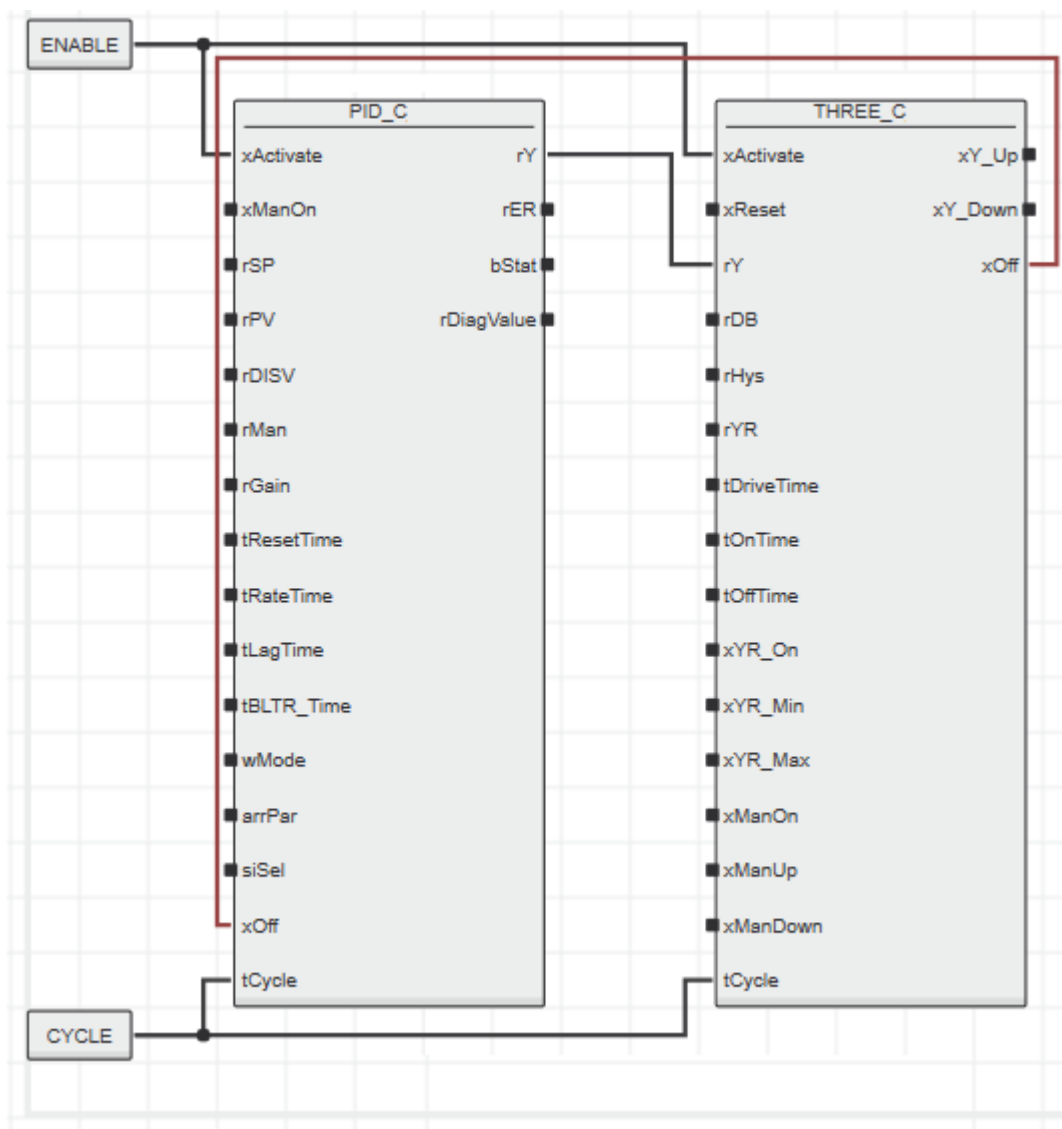 ENABLE
PID_C
xActivate rY
xManOn rER
rSP bStat
rPV rDiagValue
rDISV
rMan
rGain
tResetTime
tRateTime
tLagTime
tBLTR_Time
wMode
arrPar
siSel
xOff
tCycle
THREE_C
xActivate xY_Up
xReset xY_Down
rY xOff
rDB
rHys
rYR
tDriveTime
tOnTime
tOffTime
xYR_On
xYR_Min
xYR_Max
xManOn
xManUp
xManDown
tCycle
CYCLE